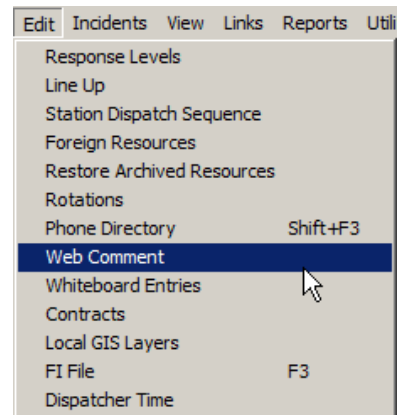 Edit Incidents View Links Reports Utili
Response Levels
Line Up
Station Dispatch Sequence
Foreign Resources
Restore Archived Resources
Rotations
Phone Directory Shift+F3
Web Comment
Whiteboard Entries
Contracts
Local GIS Layers
FI File F3
Dispatcher Time